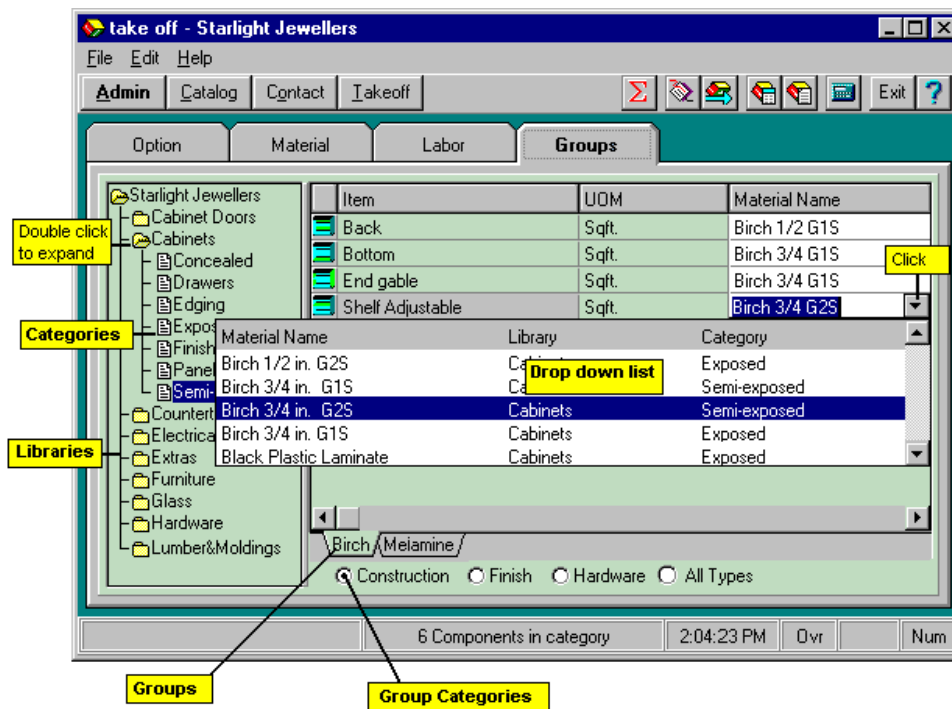 take off - Starlight Jewellers
File Edit Help
Admin Catalog Contact Takeoff Σ Exit ?
Option Material Labor Groups
Starlight Jewellers
Cabinet Doors
Cabinets
Concealed
Drawers
Edging
Expos
Finish
Panel
Semi-
Countert
Electrica
Extras
Furniture
Glass
Hardware
Lumber&Moldings
Double click
to expand
Categories
Libraries
Item UOM Material Name
Back Sqft. Birch 1/2 G1S
Bottom Sqft. Birch 3/4 G1S
End gable Sqft. Birch 3/4 G1S
Shelf Adjustable Sqft. Birch 3/4 G2S
Click
Material Name Library Category
Birch 1/2 in. G2S Cabinets Exposed
Birch 3/4 in. G1S Ca Semi-exposed
Birch 3/4 in. G2S Cabinets Semi-exposed
Birch 3/4 in. G1S Cabinets Exposed
Black Plastic Laminate Cabinets Exposed
Drop down list
Birch Melamine
Construction Finish Hardware All Types
6 Components in category 2:04:23 PM Ovr Num
Groups
Group Categories